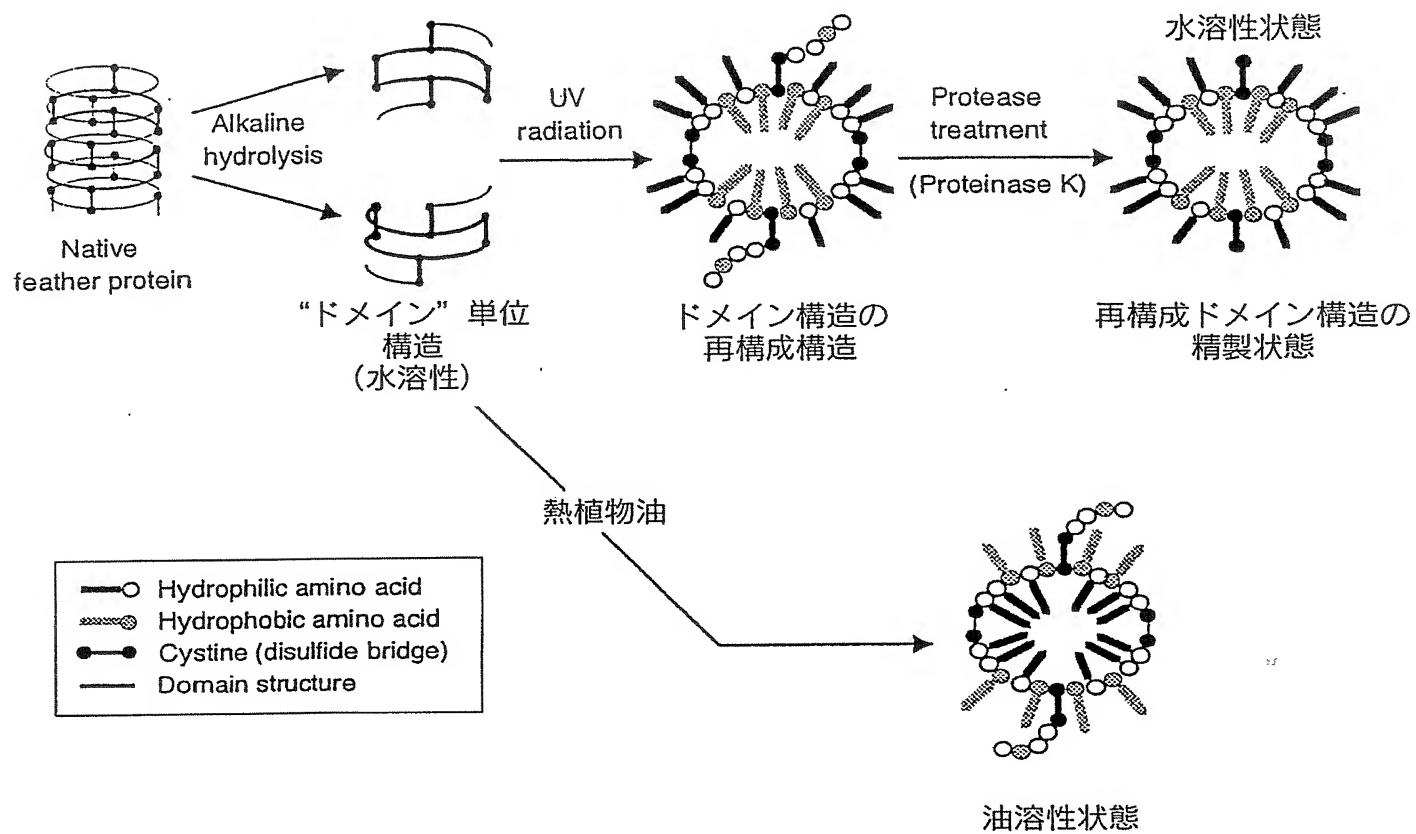 水溶性状態
Native
feather protein
Alkaline
hydrolysis
“ドメイン” 単位
構造
（水溶性）
UV
radiation
ドメイン構造の
再構成構造
Protease
treatment
(Proteinase K)
再構成ドメイン構造の
精製状態
熱植物油
Hydrophilic amino acid
Hydrophobic amino acid
Cystine (disulfide bridge)
Domain structure
油溶性状態